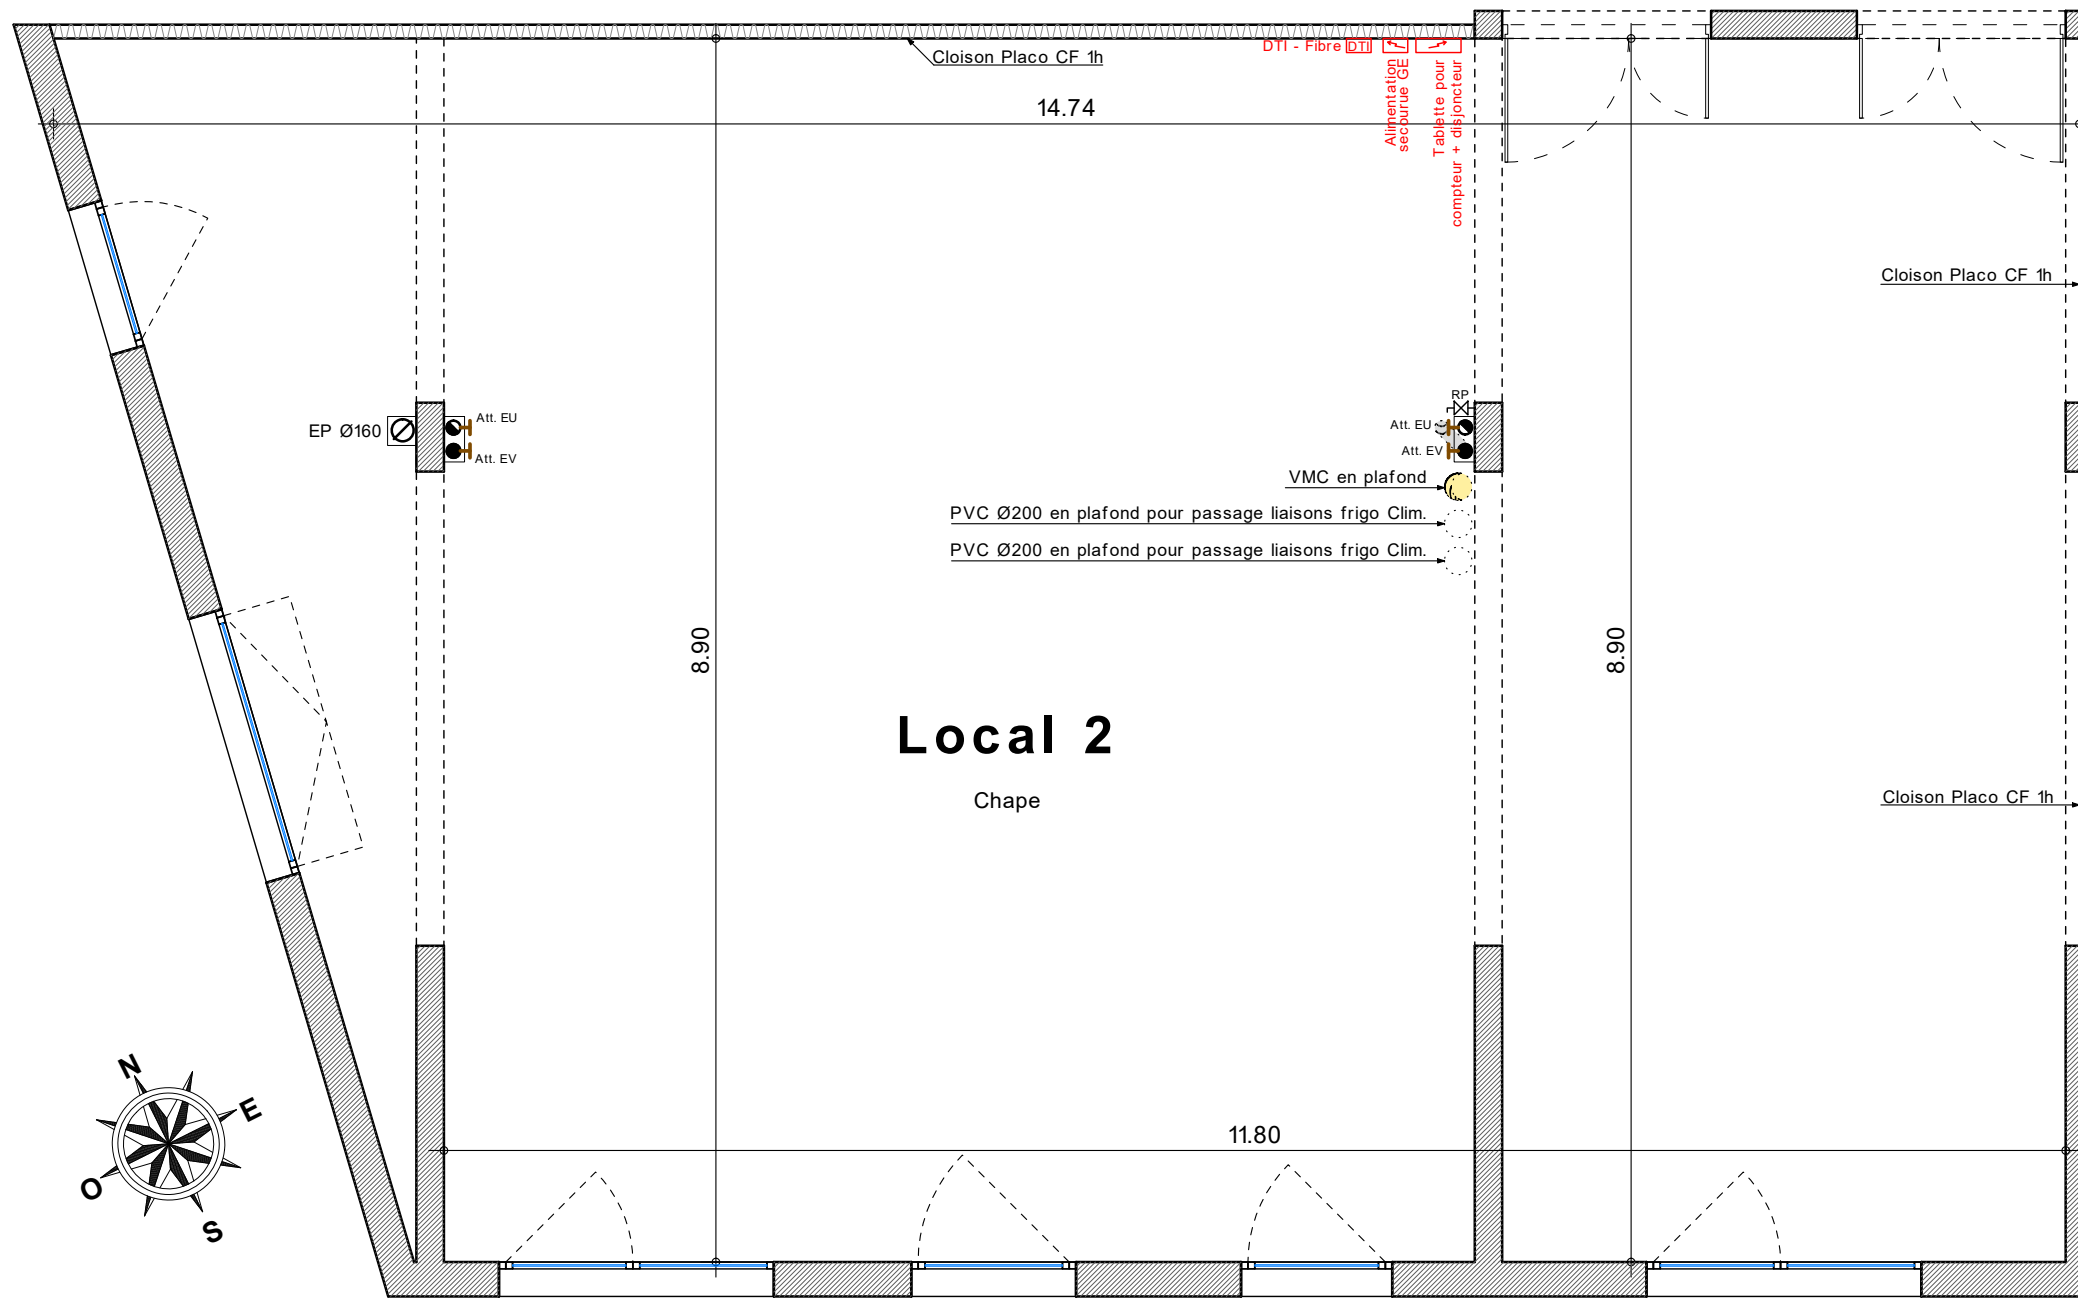 Cloison Placo CF 1h
DTI - Fibre DTI
Alimentation
secourue GE
Tablette pour
compteur + disjoncteur
14.74
Cloison Placo CF 1h
EP Ø160
Att. EU
Att. EV
RP
Att. EU
Att. EV
VMC en plafond
PVC Ø200 en plafond pour passage liaisons frigo Clim.
PVC Ø200 en plafond pour passage liaisons frigo Clim.
8.90
8.90
Local 2
Chape
Cloison Placo CF 1h
11.80
N
E
O
S